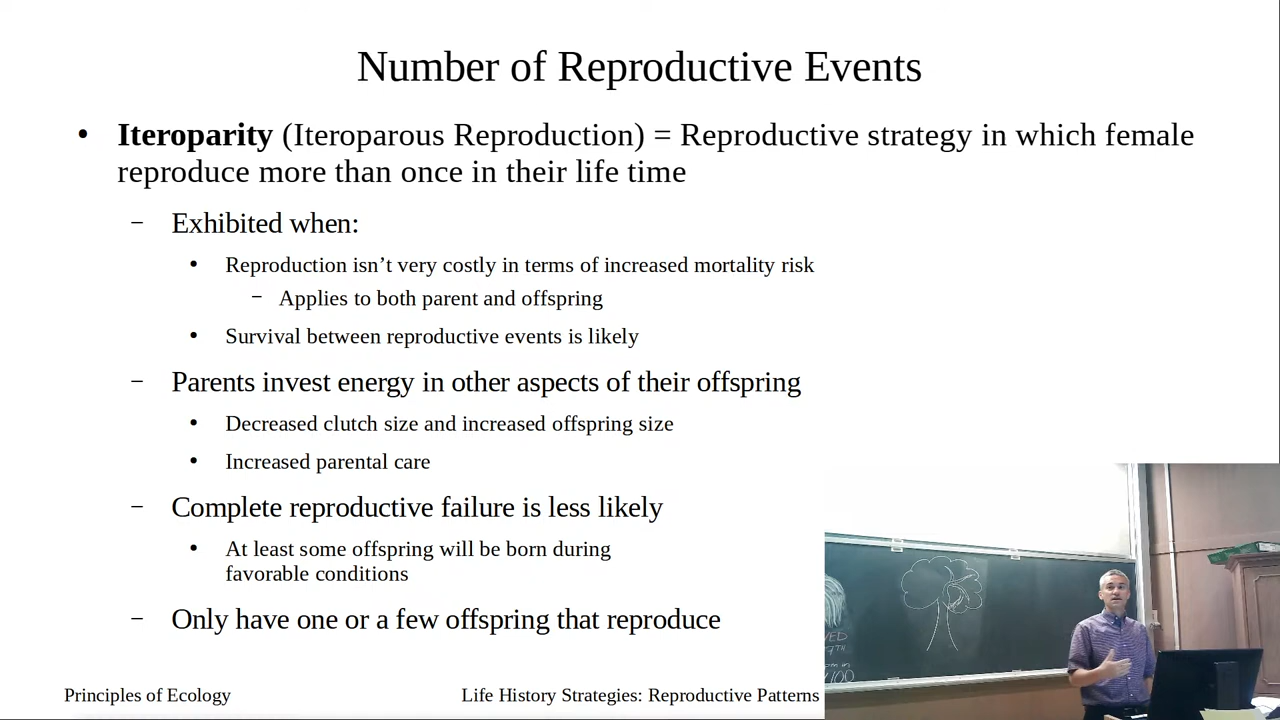 Number of Reproductive Events
• Iteroparity (Iteroparous Reproduction) = Reproductive strategy in which female
reproduce more than once in their life time
– Exhibited when:
• Reproduction isn’t very costly in terms of increased mortality risk
– Applies to both parent and offspring
• Survival between reproductive events is likely
– Parents invest energy in other aspects of their offspring
• Decreased clutch size and increased offspring size
• Increased parental care
– Complete reproductive failure is less likely
• At least some offspring will be born during
favorable conditions
– Only have one or a few offspring that reproduce
Principles of Ecology
Life History Strategies: Reproductive Patterns